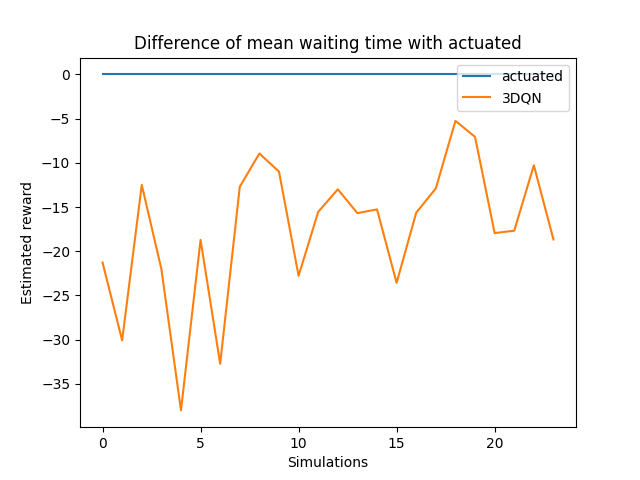 Difference of mean waiting time with actuated
actuated
3DQN
Estimated reward
0
−5
−10
−15
−20
−25
−30
−35
0 5 10 15 20
Simulations